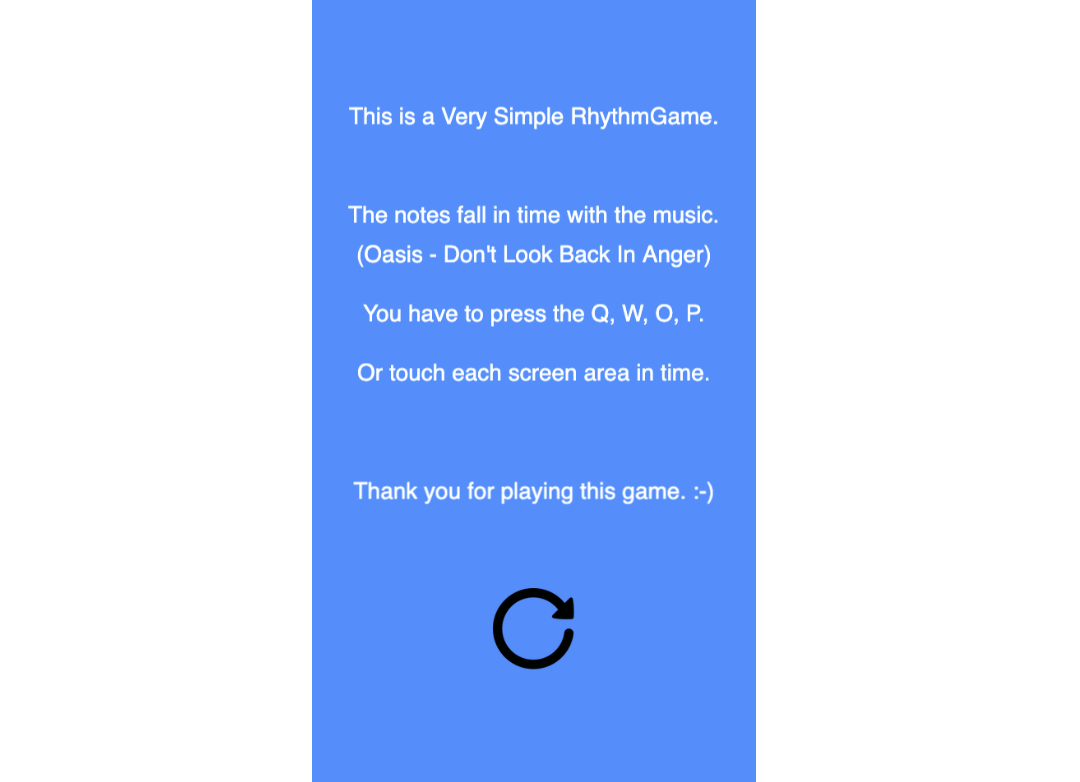 This is a Very Simple RhythmGame.
The notes fall in time with the music.
(Oasis - Don't Look Back In Anger)
You have to press the Q, W, O, P.
Or touch each screen area in time.
Thank you for playing this game. :-)